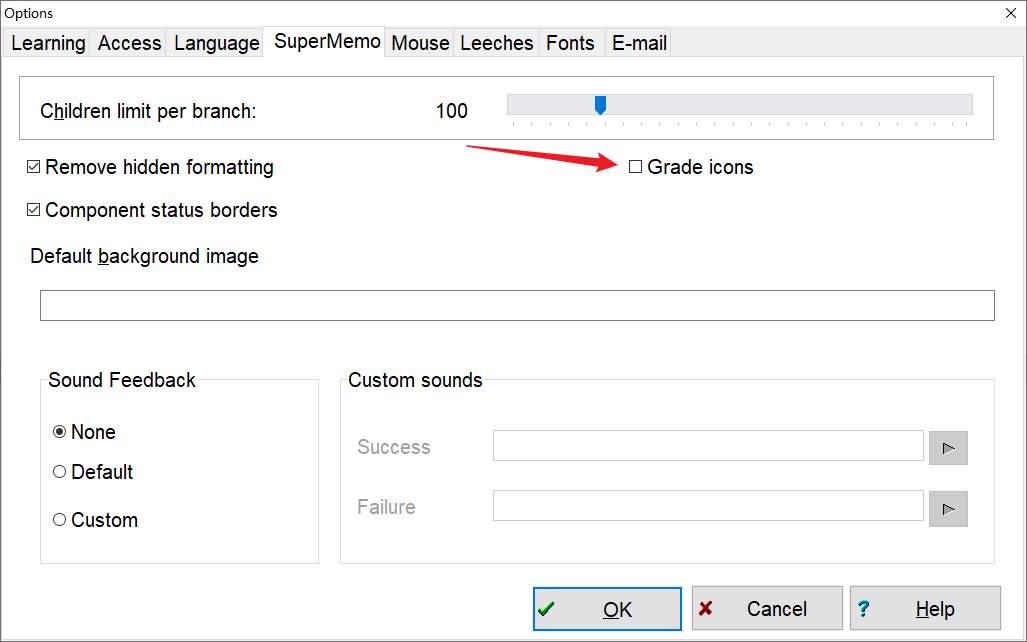 Options
Learning Access Language SuperMemo Mouse Leeches Fonts E-mail
Children limit per branch: 100
Remove hidden formatting Grade icons
Component status borders
Default background image
Sound Feedback Custom sounds
None
Success
Default
Failure
Custom
OK Cancel ? Help